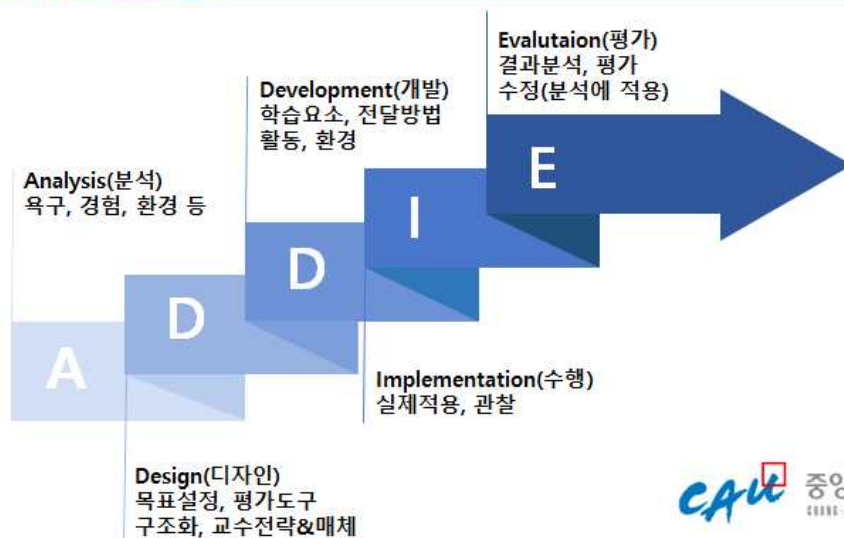 Evalutaion(평가)
결과분석, 평가
수정(분석에 적용)
Development(개발)
학습요소, 전달방법
활동, 환경
Analysis(분석)
욕구, 경험, 환경 등
E
I
D
D
A
Implementation(수행)
실제적용, 관찰
Design(디자인)
목표설정, 평가도구
구조화, 교수전략&매체
CAU 중앙